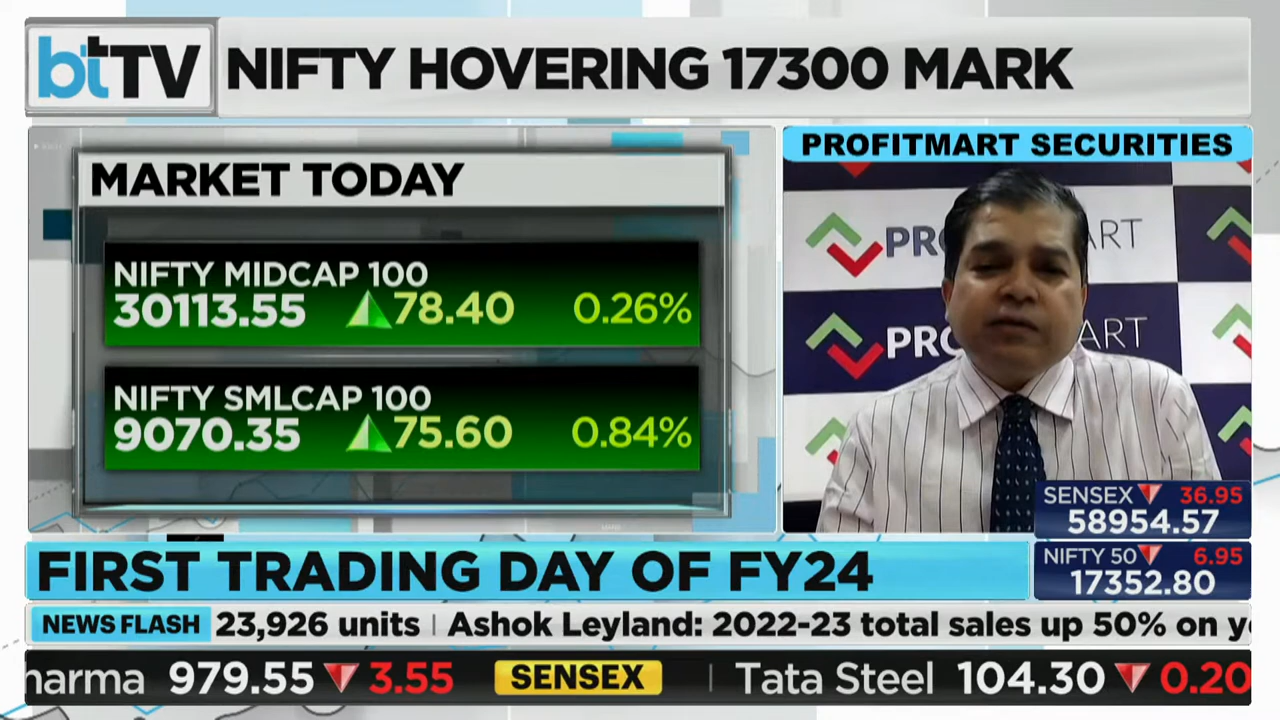 btTV
NIFTY HOVERING 17300 MARK
MARKET TODAY
NIFTY MIDCAP 100
30113.55 78.40 0.26%
NIFTY SMLCAP 100
9070.35 75.60 0.84%
PROFITMART SECURITIES
SENSEX 36.95
58954.57
NIFTY 50 6.95
17352.80
FIRST TRADING DAY OF FY24
NEWS FLASH 23,926 units | Ashok Leyland: 2022-23 total sales up 50% on
979.55 3.55 SENSEX | Tata Steel 104.30 0.20